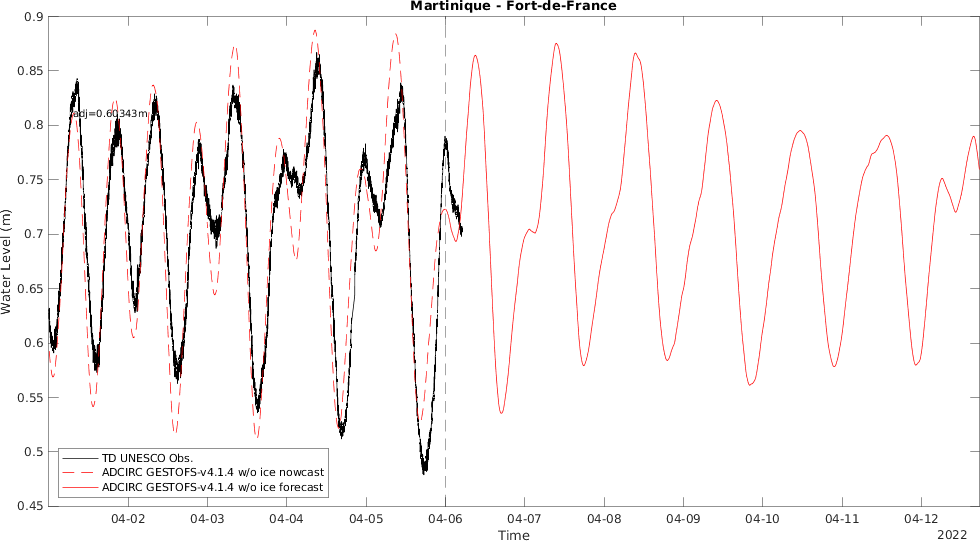 Martinique - Fort-de-France
0.9
0.85
0.8
0.75
0.7
0.65
0.6
0.55
0.5
0.45
Water Level (m)
adj=0.60343m
TD UNESCO Obs.
ADCIRC GESTOFS-v4.1.4 w/o ice nowcast
ADCIRC GESTOFS-v4.1.4 w/o ice forecast
04-02 04-03 04-04 04-05 04-06 04-07 04-08 04-09 04-10 04-11 04-12
Time
2022